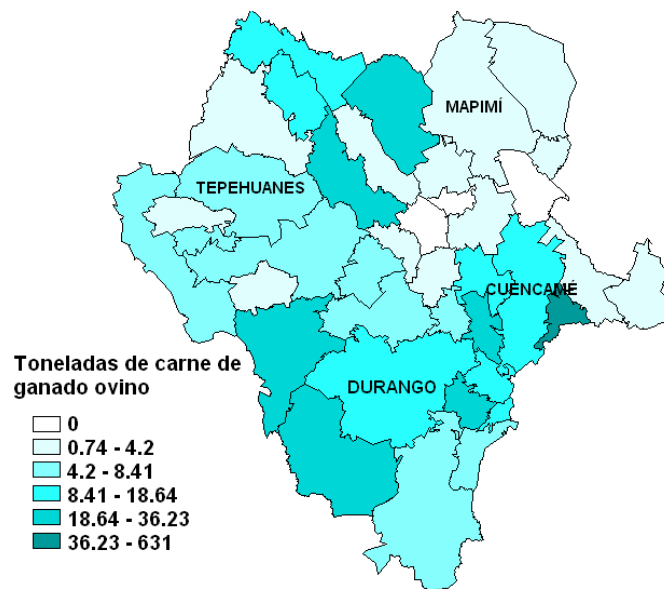 MAPIMÍ
TEPEHUANES
CUENCAMÉ
DURANGO
Toneladas de carne de
ganado ovino
0
0.74 - 4.2
4.2 - 8.41
8.41 - 18.64
18.64 - 36.23
36.23 - 631